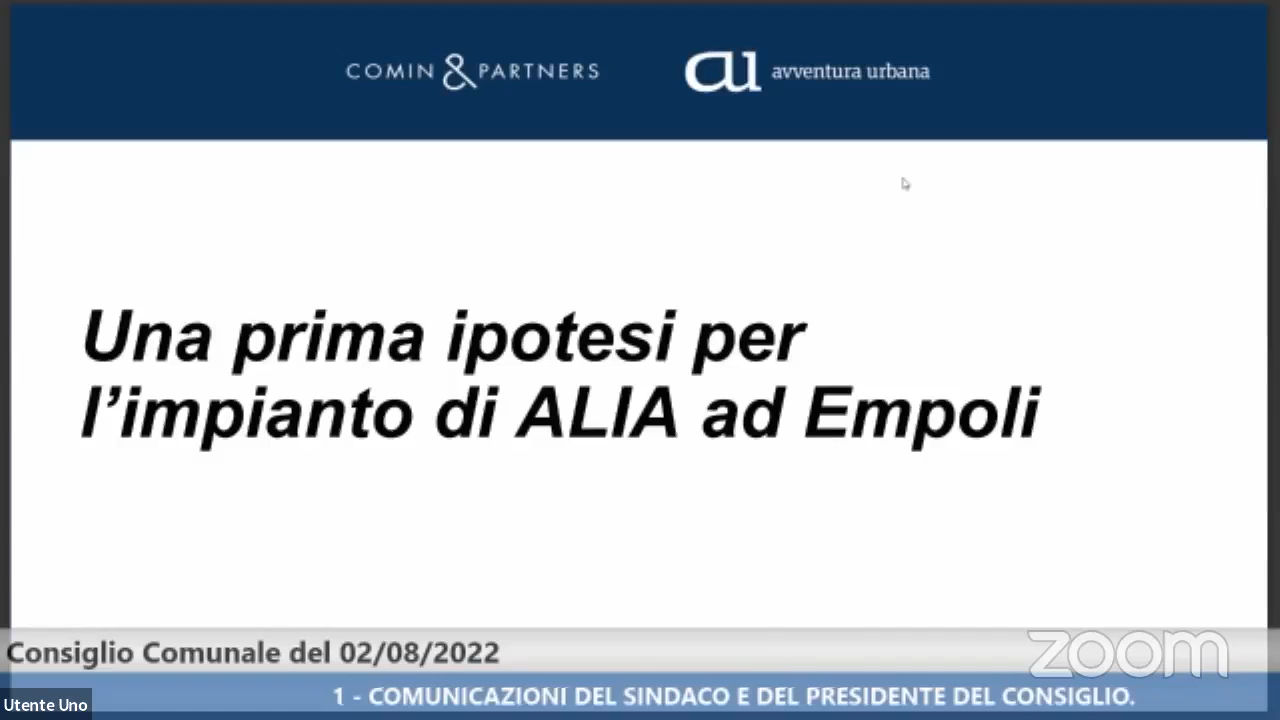 COMIN & PARTNERS
au avventura urbana
Una prima ipotesi per
l’impianto di ALIA ad Empoli
Consiglio Comunale del 02/08/2022
zoom
1 - COMUNICAZIONI DEL SINDACO E DEL PRESIDENTE DEL CONSIGLIO.
Utente Uno